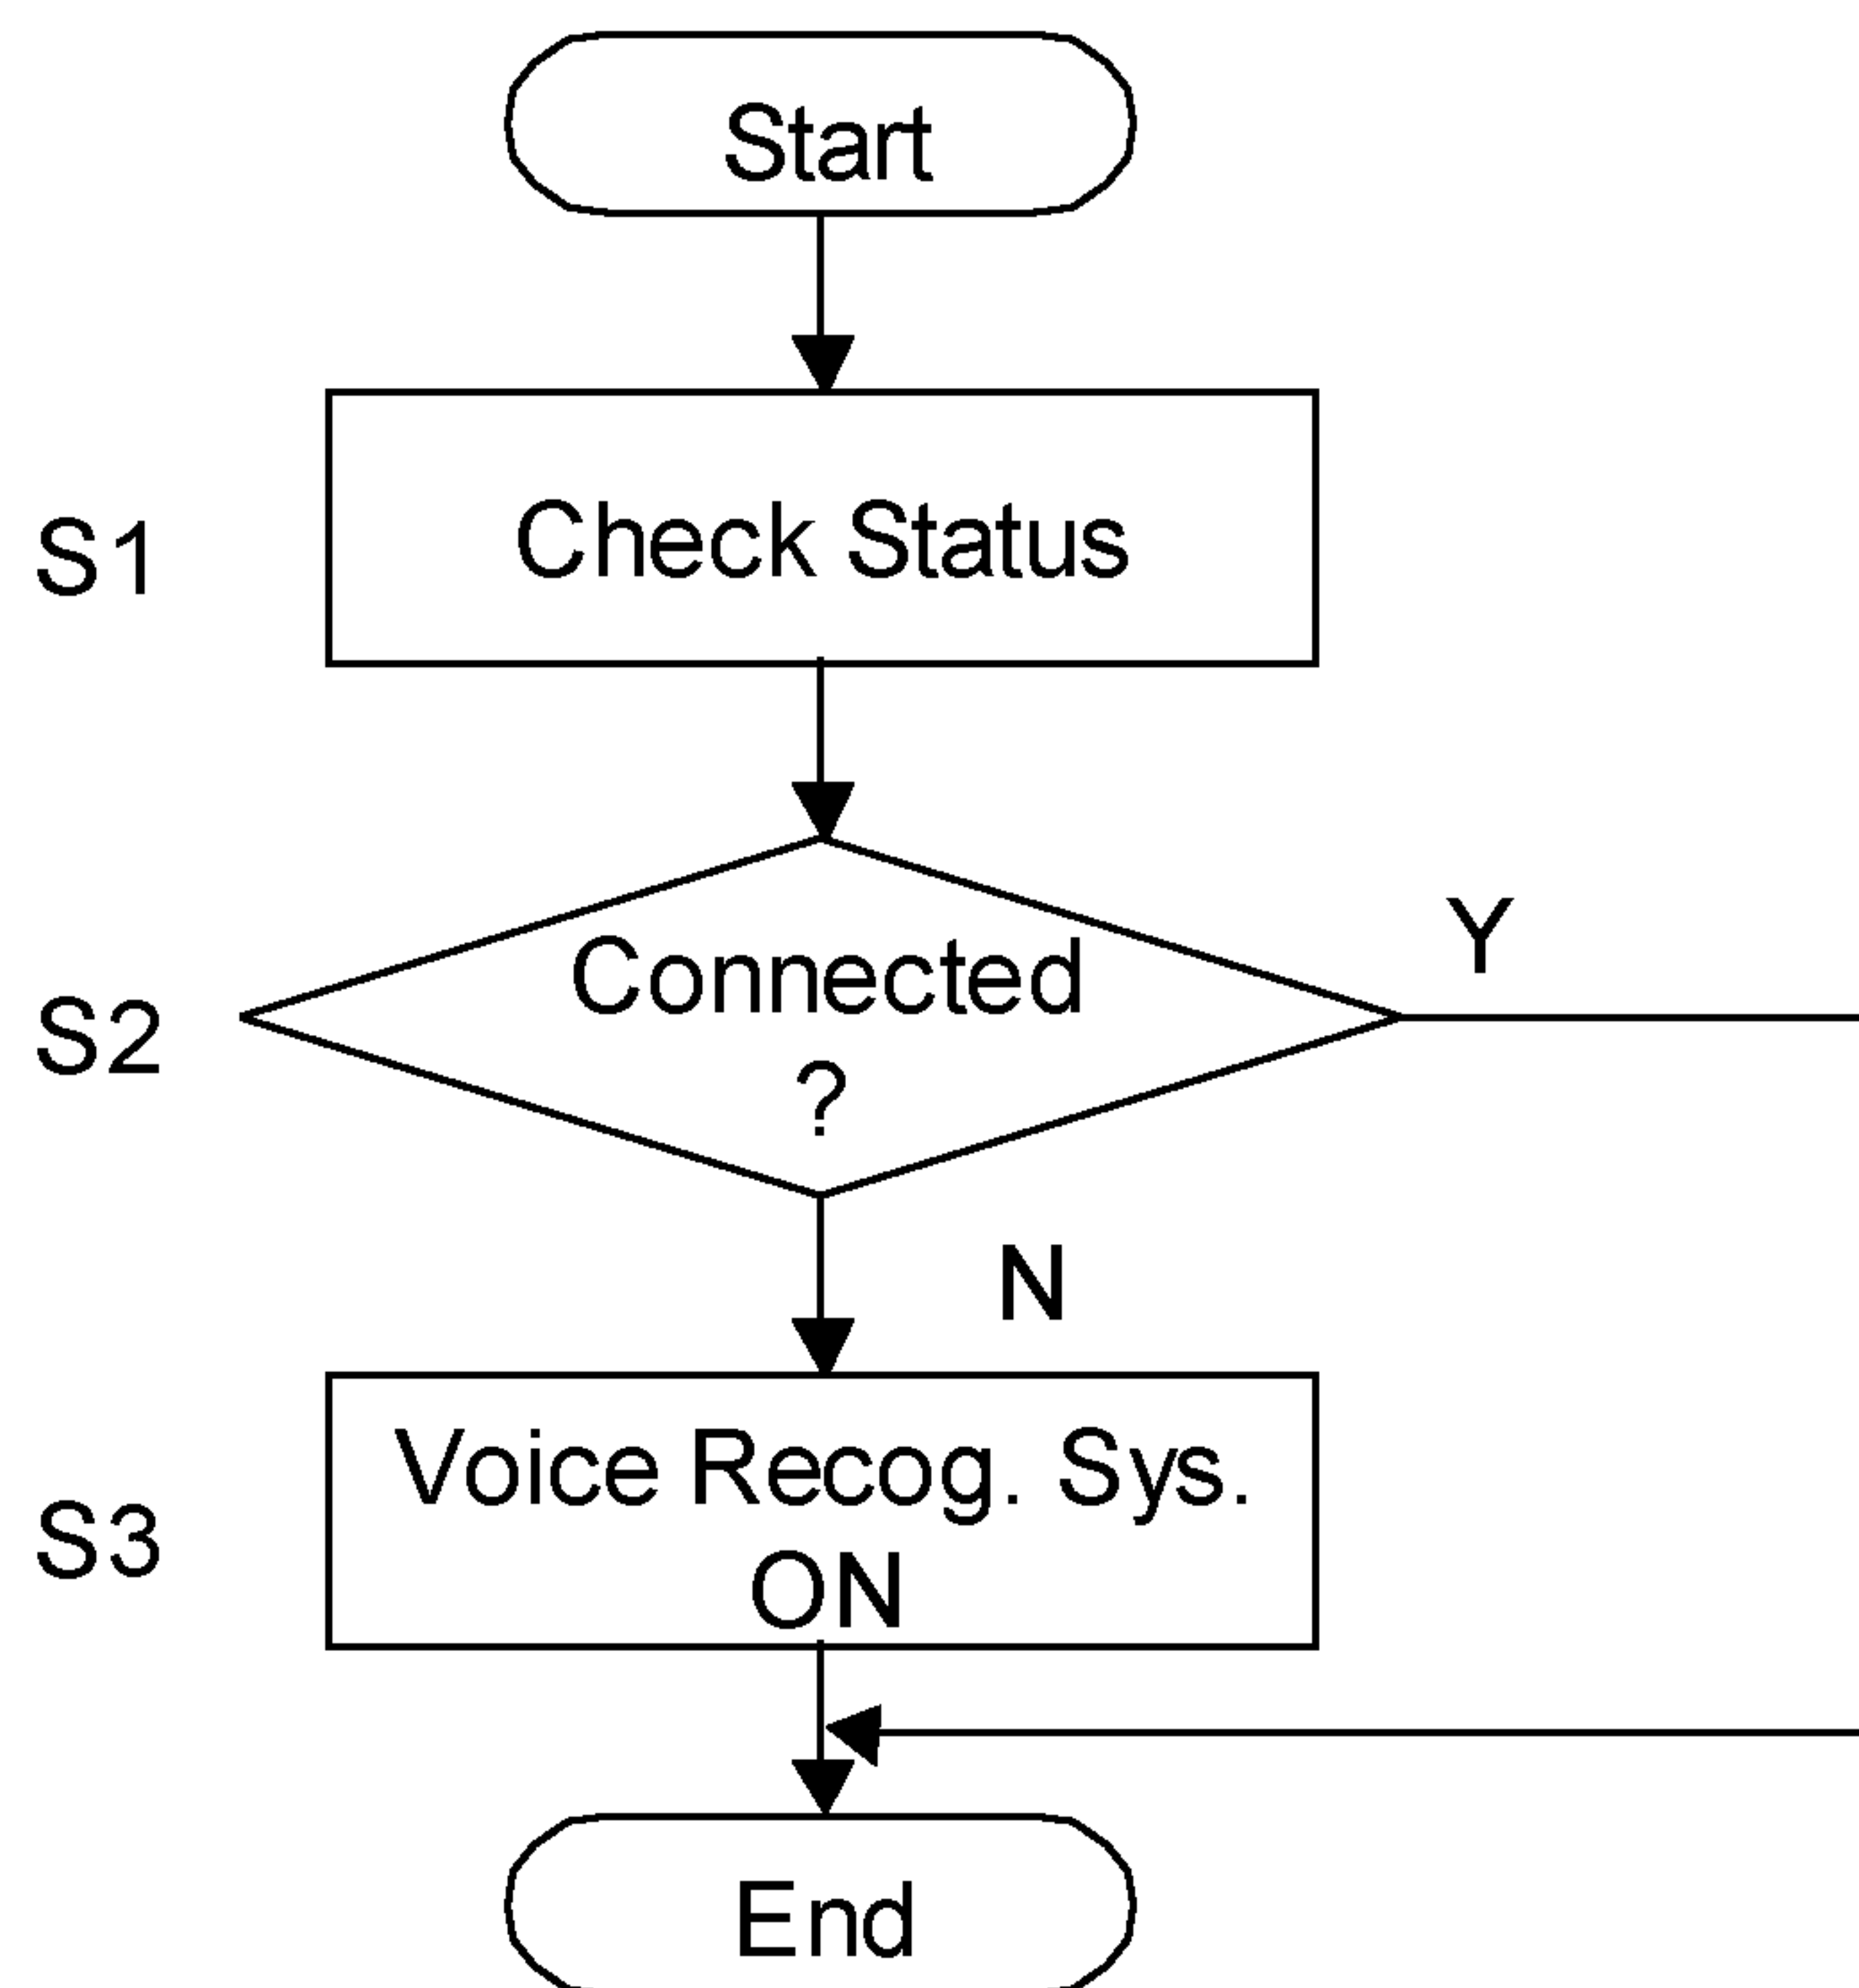 Start
S1
Check Status
S2
Connected
?
Y
N
S3
Voice Recog. Sys.
ON
End